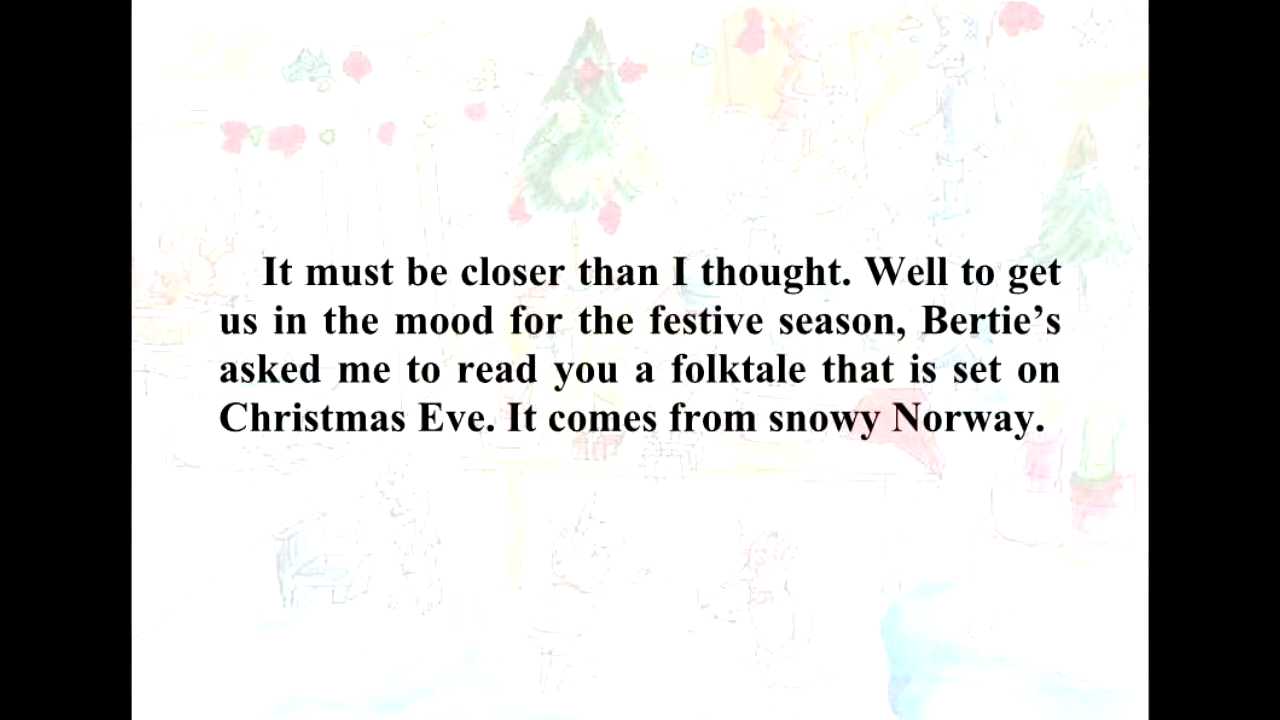 It must be closer than I thought. Well to get
us in the mood for the festive season, Bertie’s
asked me to read you a folktale that is set on
Christmas Eve. It comes from snowy Norway.